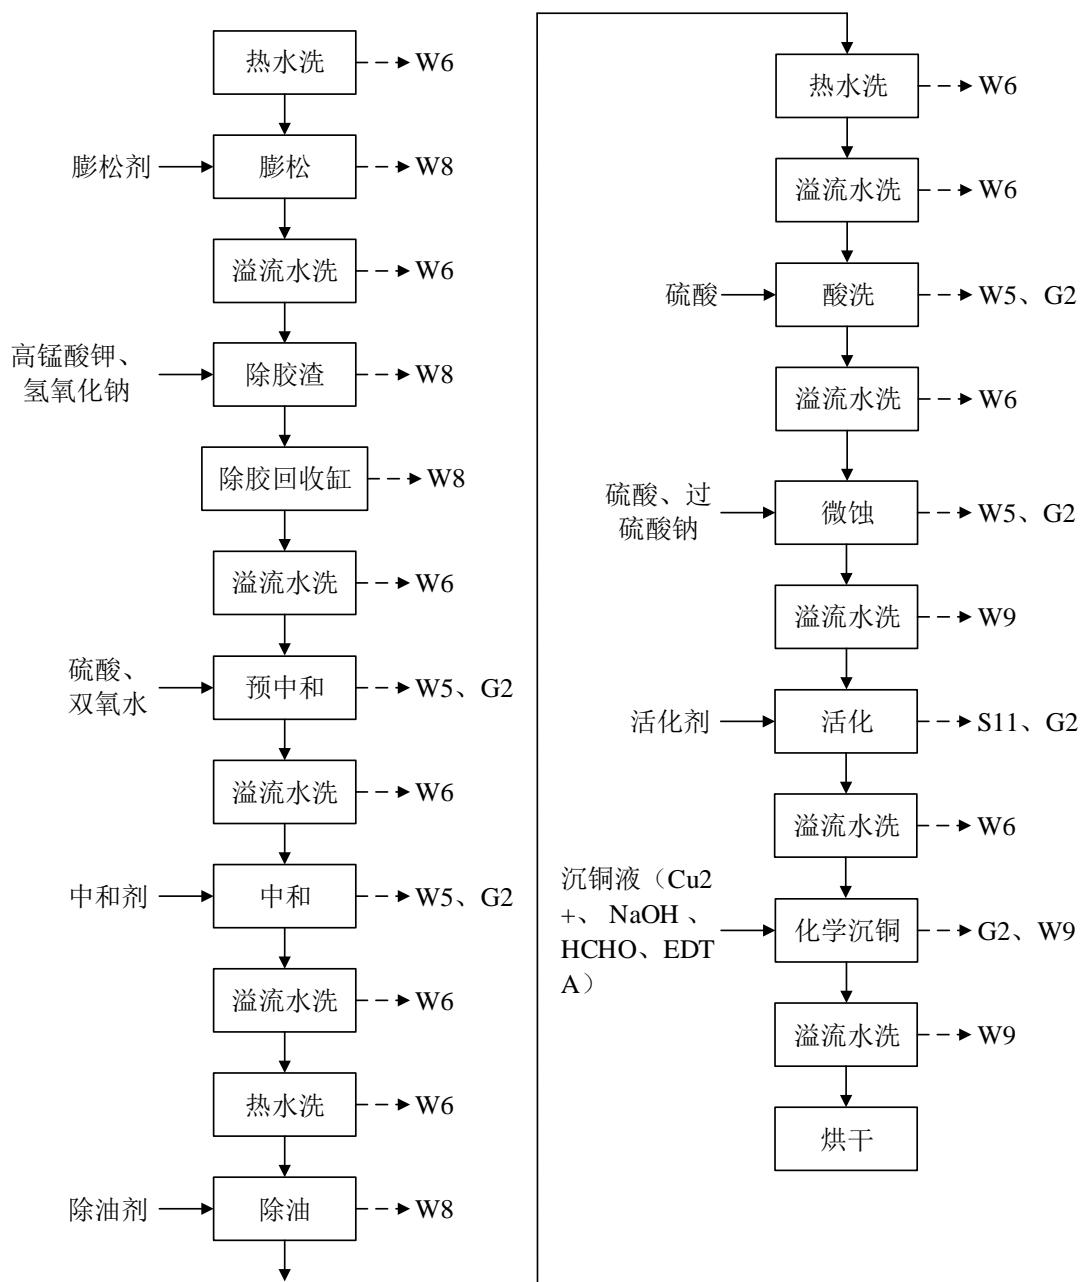 热水洗
W6
膨松剂
膨松
W8
溢流水洗
W6
高锰酸钾、
氢氧化钠
除胶渣
W8
除胶回收缸
W8
溢流水洗
W6
硫酸、
双氧水
预中和
W5、G2
溢流水洗
W6
中和剂
中和
W5、G2
溢流水洗
W6
热水洗
W6
除油剂
除油
W8
热水洗
W6
溢流水洗
W6
硫酸
酸洗
W5、G2
溢流水洗
W6
硫酸、过
硫酸钠
微蚀
W5、G2
溢流水洗
W9
活化剂
活化
S11、G2
溢流水洗
W6
沉铜液（Cu2
+、 NaOH 、
HCHO、EDT
A）
化学沉铜
G2、W9
溢流水洗
W9
烘干